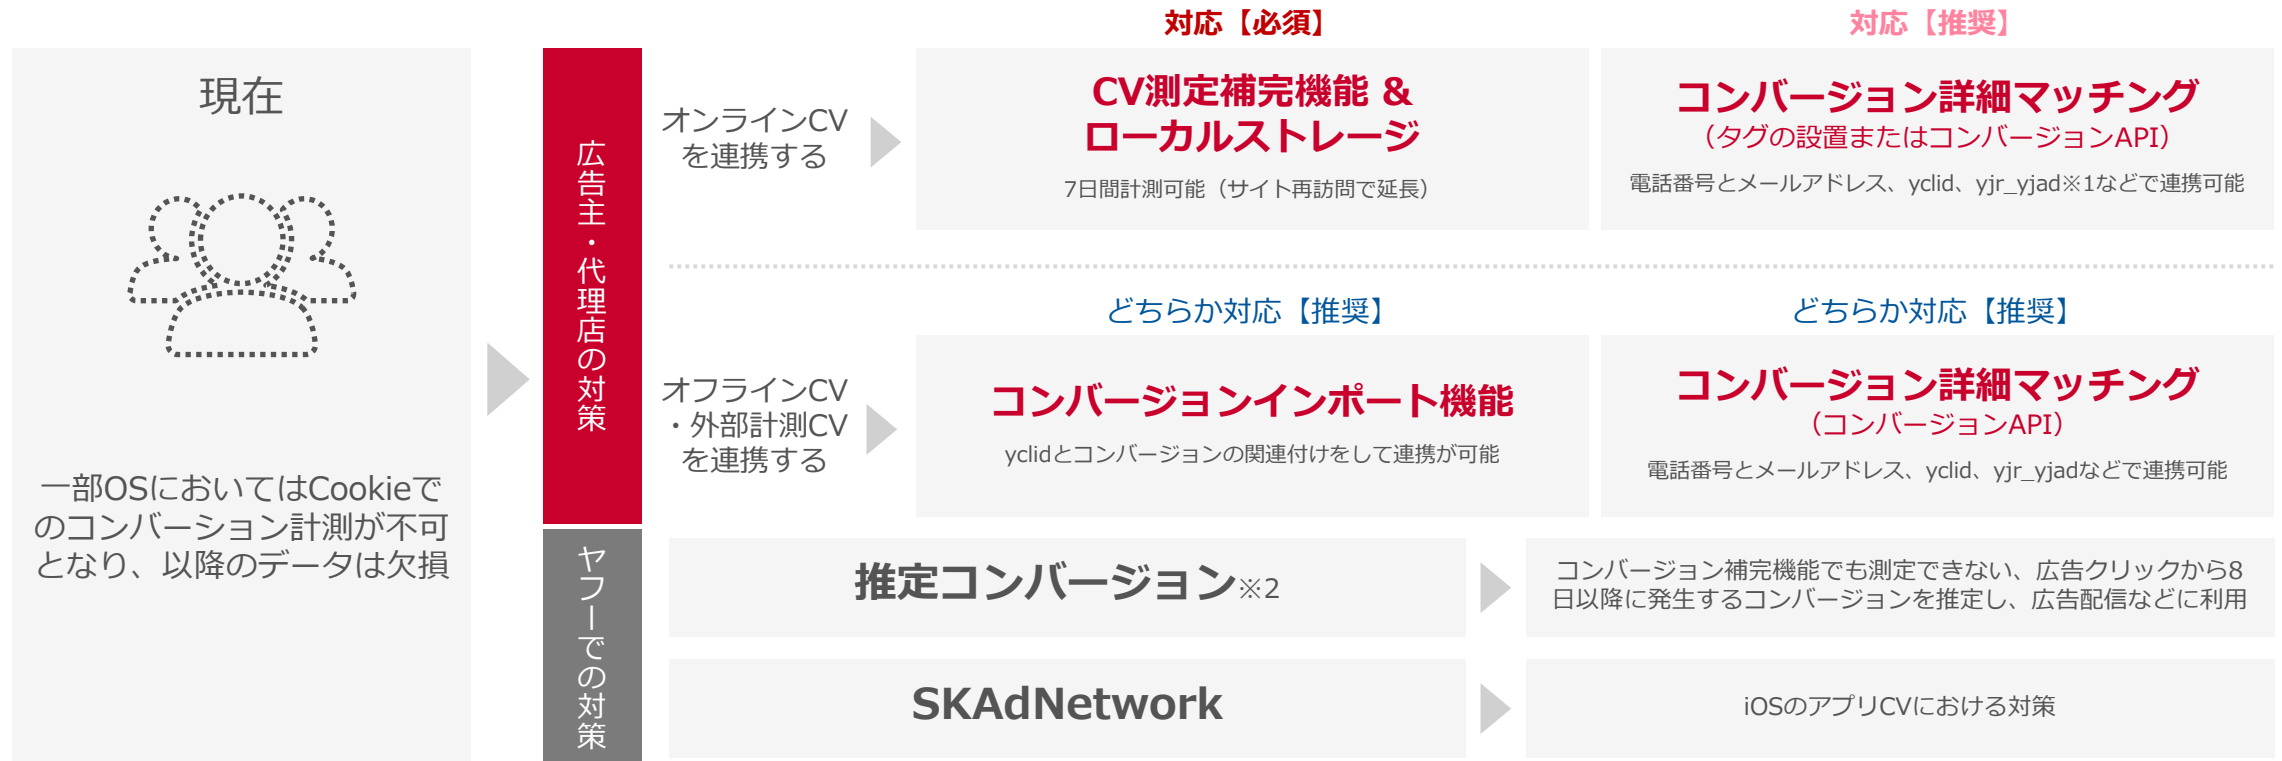 現在
一部OSにおいてはCookieで
のコンバーション計測が不可
となり、以降のデータは欠損
広告主・代理店の対策
オンラインCV
を連携する
対応【必須】
CV測定補完機能 &
ローカルストレージ
7日間計測可能（サイト再訪問で延長）
対応【推奨】
コンバージョン詳細マッチング
（タグの設置またはコンバージョンAPI）
電話番号とメールアドレス、yclid、yjr_yjad※1などで連携可能
オフラインCV
・外部計測CV
を連携する
どちらか対応【推奨】
コンバージョンインポート機能
yclidとコンバージョンの関連付けをして連携が可能
どちらか対応【推奨】
コンバージョン詳細マッチング
（コンバージョンAPI）
電話番号とメールアドレス、yclid、yjr_yjadなどで連携可能
ヤフーでの対策
推定コンバージョン※2
コンバージョン補完機能でも測定できない、広告クリックから8
日以降に発生するコンバージョンを推定し、広告配信などに利用
SKAdNetwork
iOSのアプリCVにおける対策